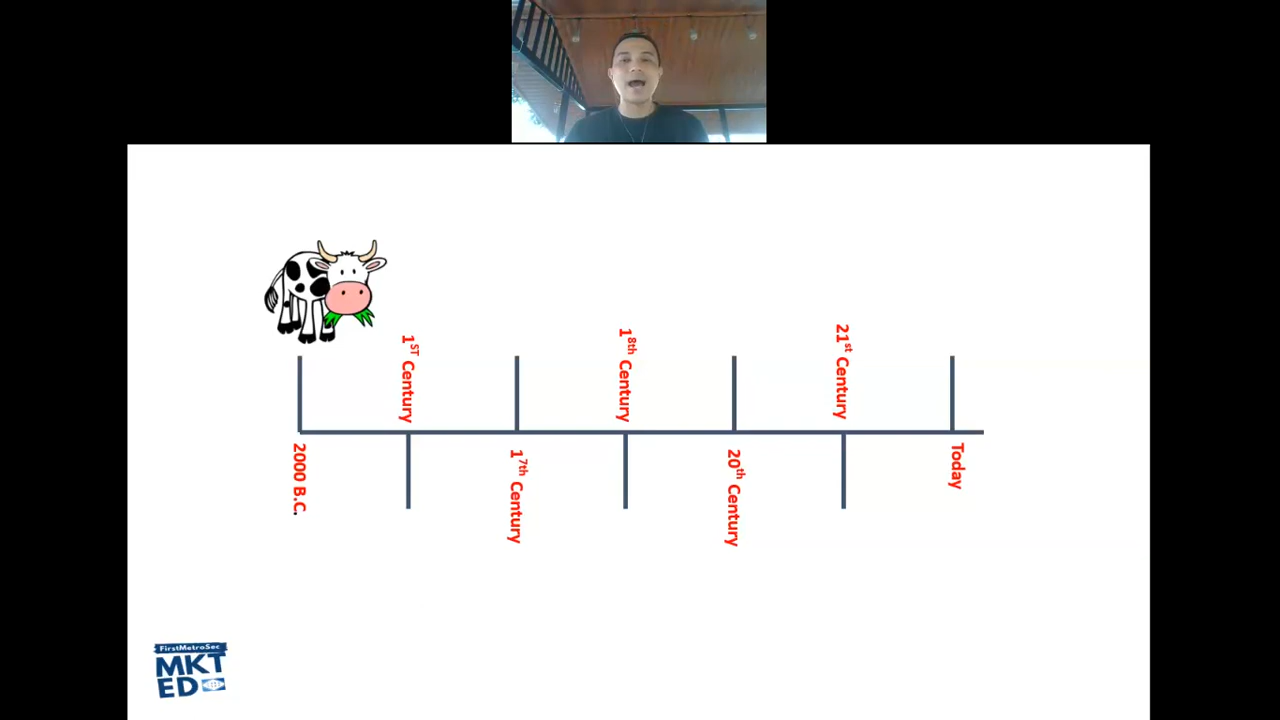 2000 B.C.
1ST Century
17th Century
18th Century
20th Century
21st Century
Today
FirstMetroSec
MKT
ED